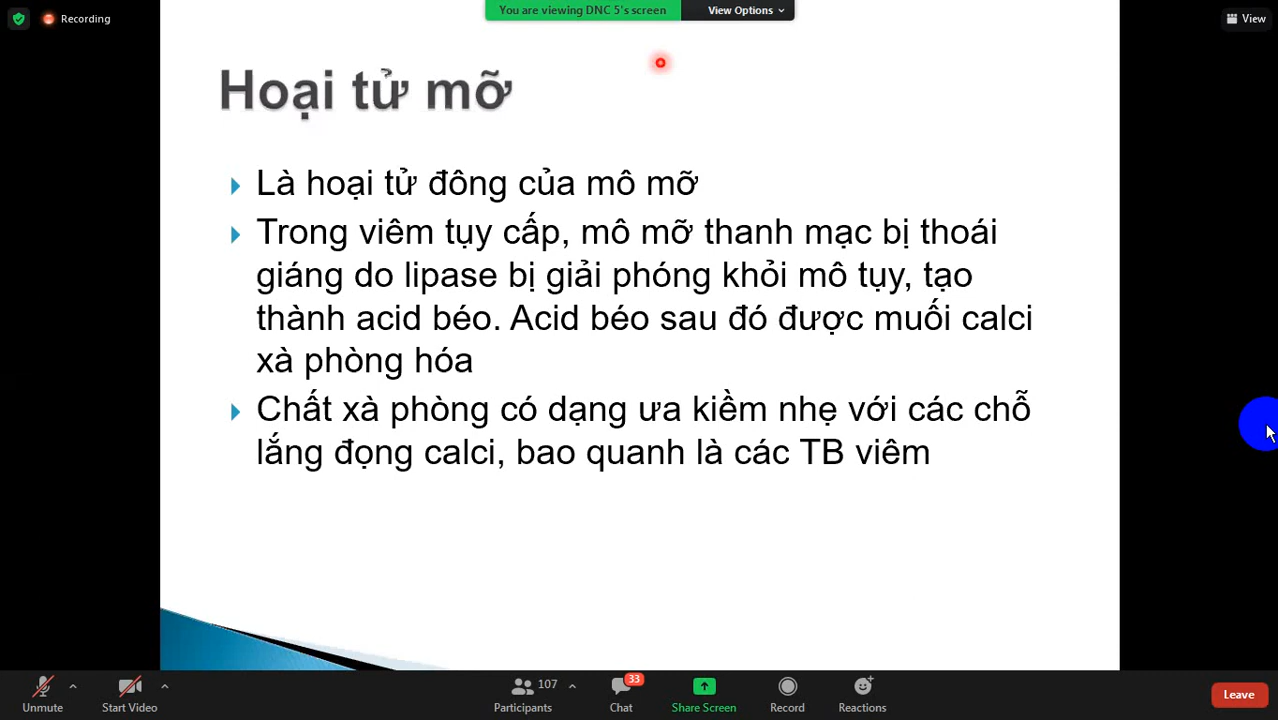 Recording
You are viewing DNC 5's screen
View Options
View
Hoại tử mỡ
Là hoại tử đông của mô mỡ
Trong viêm tụy cấp, mô mỡ thanh mạc bị thoái
giáng do lipase bị giải phóng khỏi mô tụy, tạo
thành acid béo. Acid béo sau đó được muối calci
xà phòng hóa
Chất xà phòng có dạng ưa kiềm nhẹ với các chỗ
lắng đọng calci, bao quanh là các TB viêm
Unmute
Start Video
107
Participants
33
Chat
Share Screen
Record
Reactions
Leave